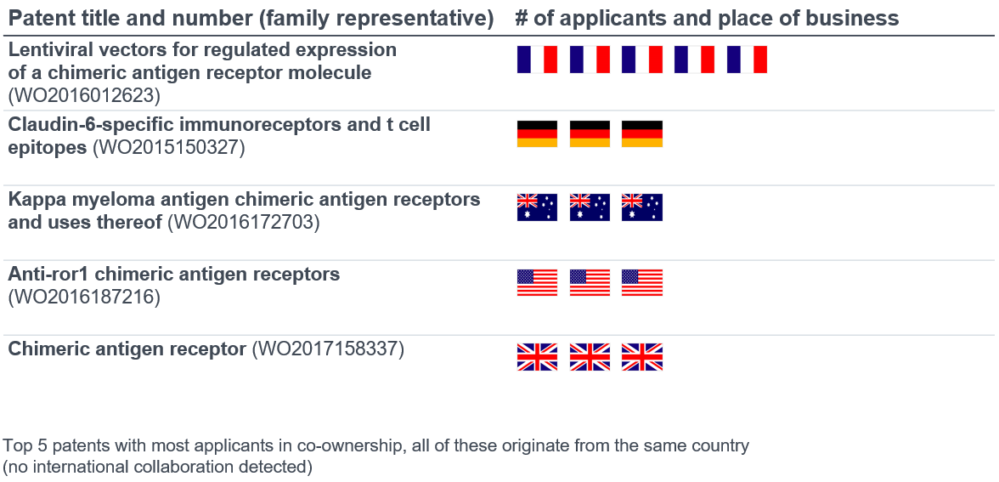 Patent title and number (family representative) # of applicants and place of business
Lentiviral vectors for regulated expression
of a chimeric antigen receptor molecule
(WO2016012623)
Claudin-6-specific immunoreceptors and t cell
epitopes (WO2015150327)
Kappa myeloma antigen chimeric antigen receptors
and uses thereof (WO2016172703)
Anti-ror1 chimeric antigen receptors
(WO2016187216)
Chimeric antigen receptor (WO2017158337)
Top 5 patents with most applicants in co-ownership, all of these originate from the same country
(no international collaboration detected)